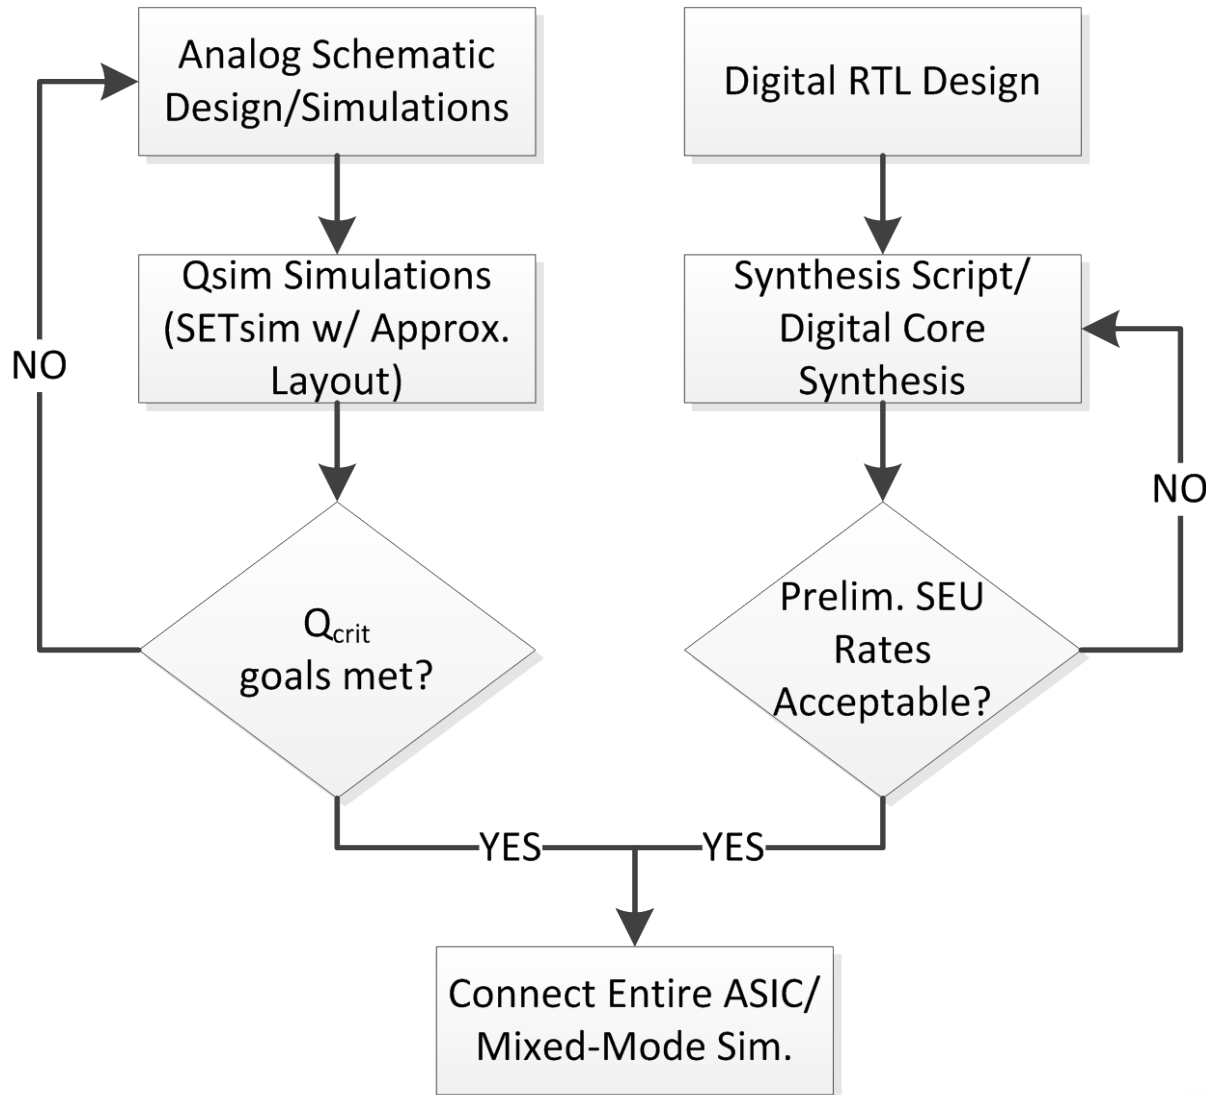 Analog Schematic
Design/Simulations
Digital RTL Design
Qsim Simulations
(SETsim w/ Approx.
Layout)
Synthesis Script/
Digital Core
Synthesis
NO
NO
Qcrit
goals met?
Prelim. SEU
Rates
Acceptable?
YES
YES
Connect Entire ASIC/
Mixed-Mode Sim.